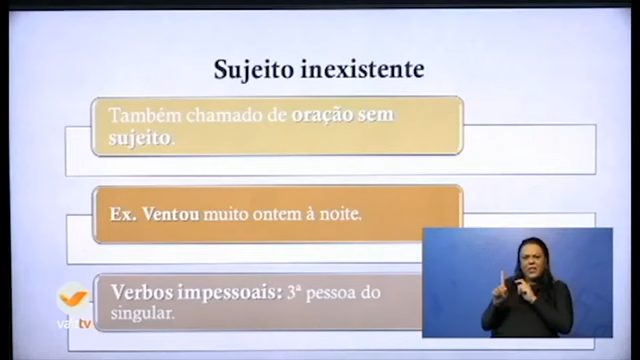 Sujeito inexistente
Também chamado de oração sem
sujeito.
Ex. Ventou muito ontem à noite.
Verbos impessoais: 3ª pessoa do
singular.
tv